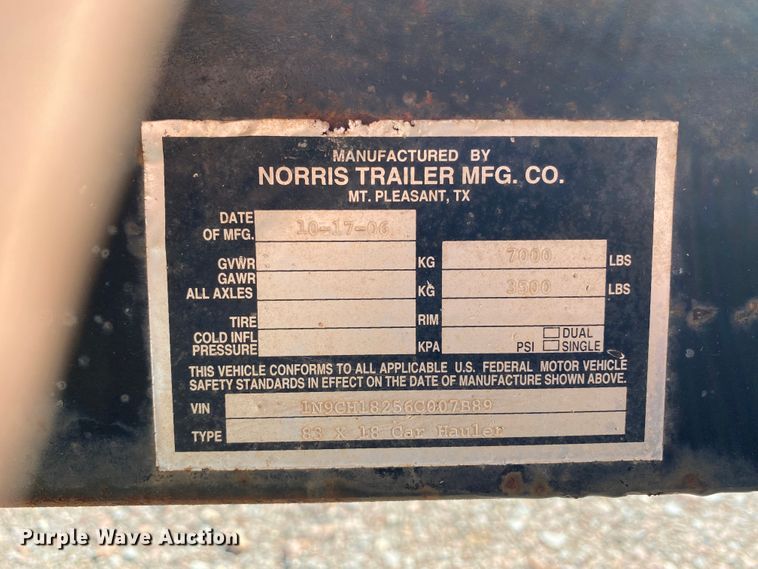 MANUFACTURED BY
NORRIS TRAILER MFG. CO.
MT. PLEASANT, TX
DATE OF MFG. 10-17-06
GVWR KG 7000 LBS
GAWR ALL AXLES KG 3500 LBS
TIRE RIM
COLD INFL PRESSURE KPA PSI DUAL SINGLE
THIS VEHICLE CONFORMS TO ALL APPLICABLE U.S. FEDERAL MOTOR VEHICLE
SAFETY STANDARDS IN EFFECT ON THE DATE OF MANUFACTURE SHOWN ABOVE.
VIN 1N9CH18256C007B89
TYPE 83 X 18 Car Hauler
Purple Wave Auction